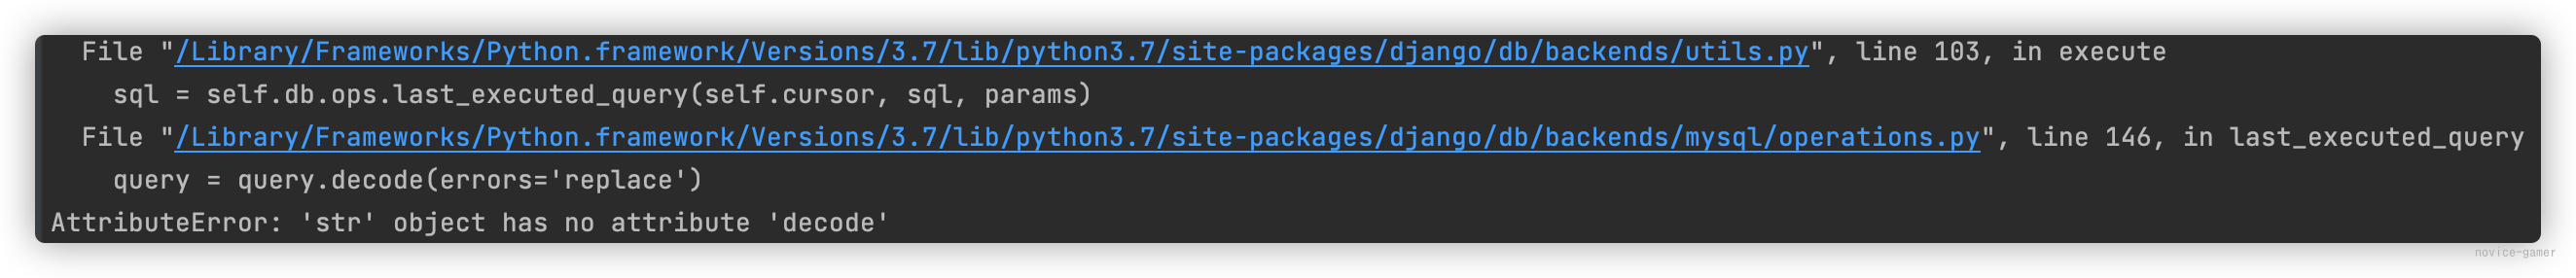 File "/Library/Frameworks/Python.framework/Versions/3.7/lib/python3.7/site-packages/django/db/backends/utils.py", line 103, in execute
sql = self.db.ops.last_executed_query(self.cursor, sql, params)
File "/Library/Frameworks/Python.framework/Versions/3.7/lib/python3.7/site-packages/django/db/backends/mysql/operations.py", line 146, in last_executed_query
query = query.decode(errors='replace')
AttributeError: 'str' object has no attribute 'decode'
novice-gamer